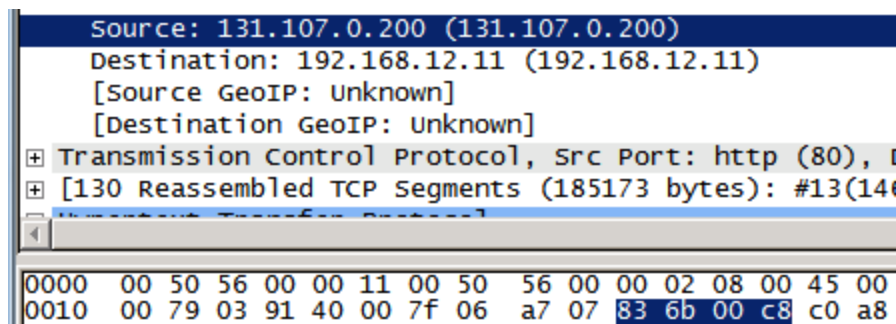 Source: 131.107.0.200 (131.107.0.200)
Destination: 192.168.12.11 (192.168.12.11)
[Source GeoIP: Unknown]
[Destination GeoIP: Unknown]
Transmission Control Protocol, Src Port: http (80),
[130 Reassembled TCP Segments (185173 bytes): #13(146
0000 00 50 56 00 00 11 00 50 56 00 00 02 08 00 45 00
0010 00 79 03 91 40 00 7f 06 a7 07 83 6b 00 c8 c0 a8